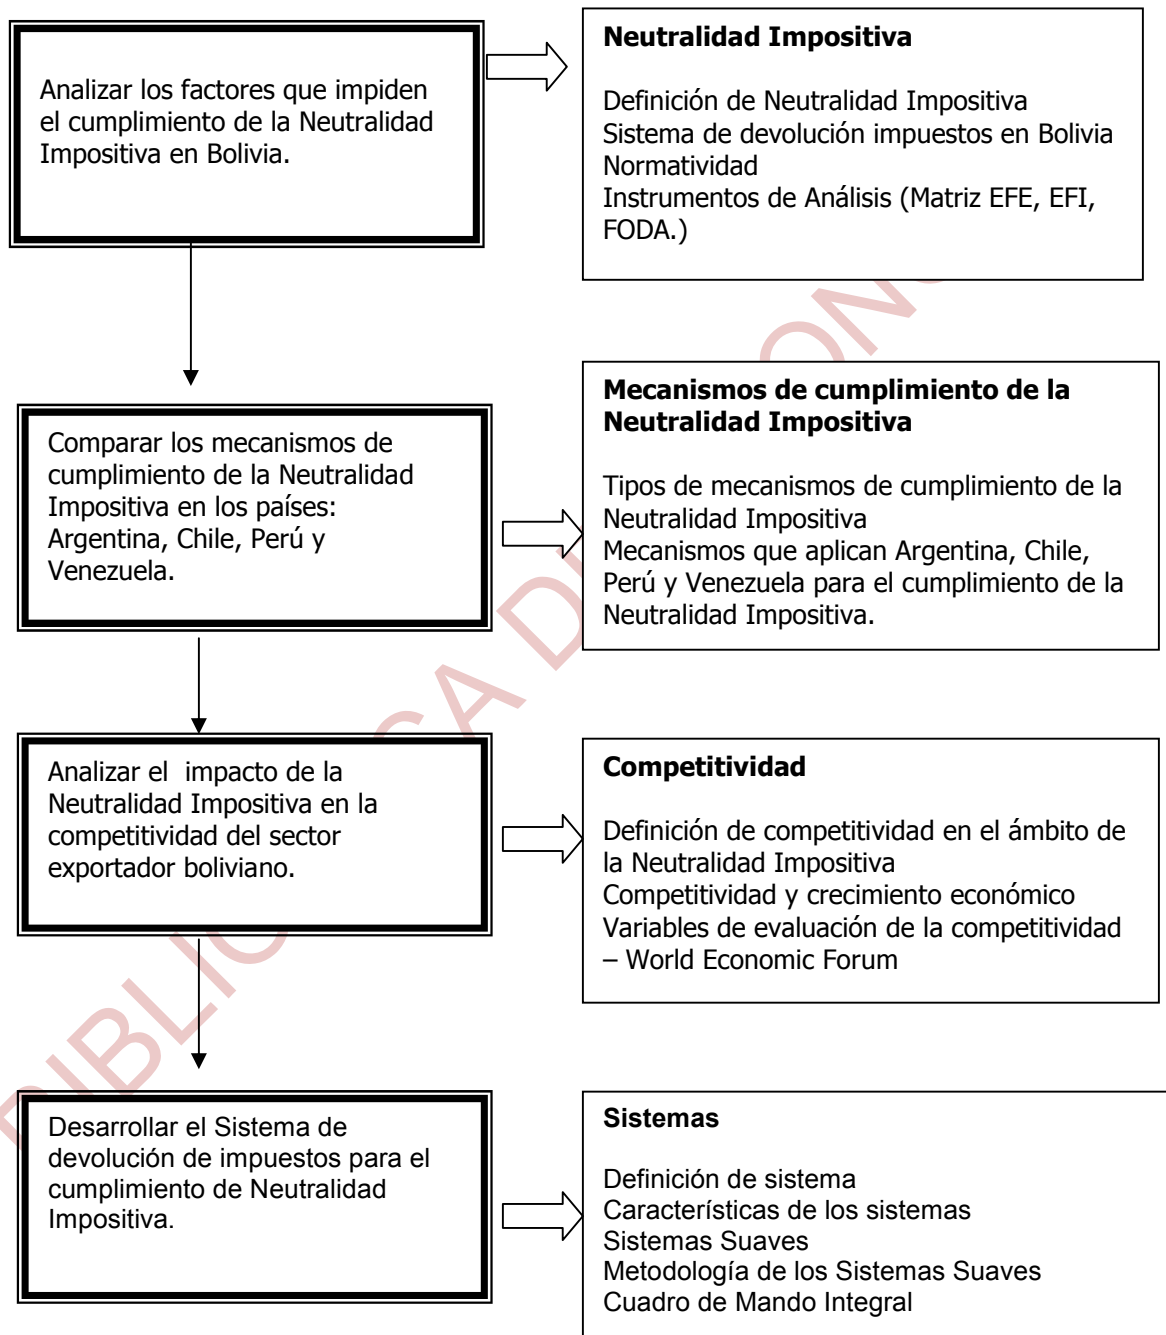 Analizar los factores que impiden
el cumplimiento de la Neutralidad
Impositiva en Bolivia.
Neutralidad Impositiva
Definición de Neutralidad Impositiva
Sistema de devolución impuestos en Bolivia
Normatividad
Instrumentos de Análisis (Matriz EFE, EFI,
FODA.)
Comparar los mecanismos de
cumplimiento de la Neutralidad
Impositiva en los países:
Argentina, Chile, Perú y
Venezuela.
Mecanismos de cumplimiento de la
Neutralidad Impositiva
Tipos de mecanismos de cumplimiento de la
Neutralidad Impositiva
Mecanismos que aplican Argentina, Chile,
Perú y Venezuela para el cumplimiento de la
Neutralidad Impositiva.
Analizar el  impacto de la
Neutralidad Impositiva en la
competitividad del sector
exportador boliviano.
Competitividad
Definición de competitividad en el ámbito de
la Neutralidad Impositiva
Competitividad y crecimiento económico
Variables de evaluación de la competitividad
– World Economic Forum
Desarrollar el Sistema de
devolución de impuestos para el
cumplimiento de Neutralidad
Impositiva.
Sistemas
Definición de sistema
Características de los sistemas
Sistemas Suaves
Metodología de los Sistemas Suaves
Cuadro de Mando Integral